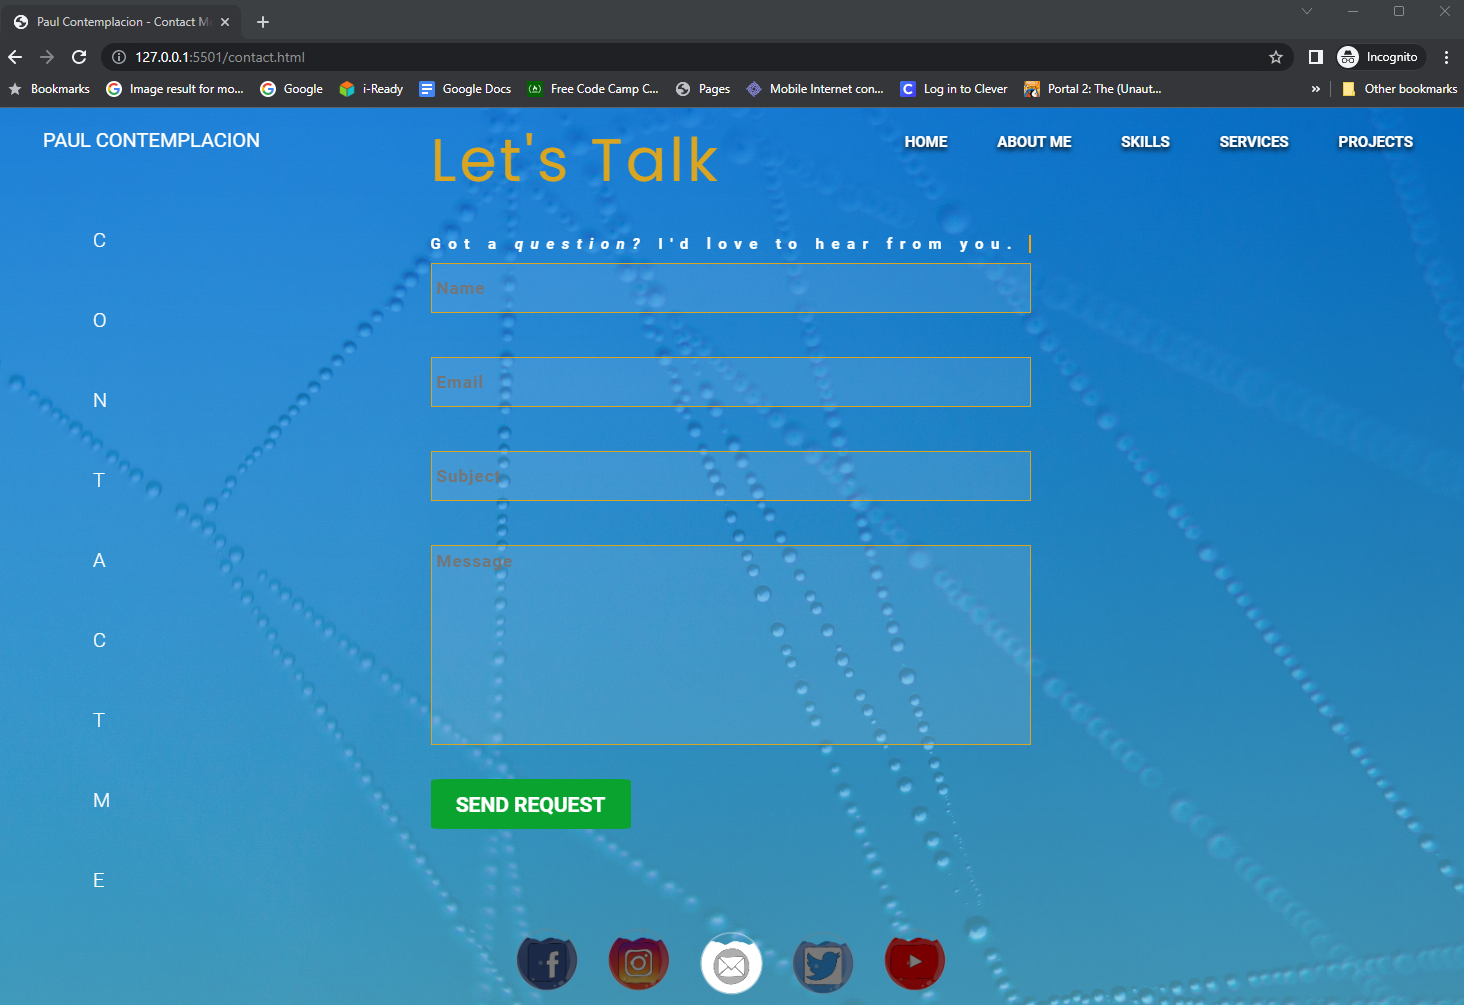 Paul Contemplacion - Contact M
127.0.0.1:5501/contact.html
Incognito
Bookmarks
Image result for mo...
Google
i-Ready
Google Docs
Free Code Camp C...
Pages
Mobile Internet con...
Log in to Clever
Portal 2: The (Unaut...
»
Other bookmarks
PAUL CONTEMPLACION
HOME
ABOUT ME
SKILLS
SERVICES
PROJECTS
Let's Talk
Got a question? I'd love to hear from you.
Name
Email
Subject
Message
SEND REQUEST
C
O
N
T
A
C
T
M
E